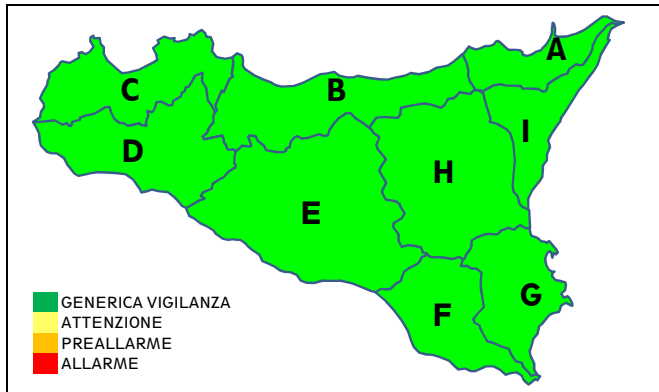 A
B
C
I
D
H
E
G
F
GENERICA VIGILANZA
ATTENZIONE
PREALLARME
ALLARME